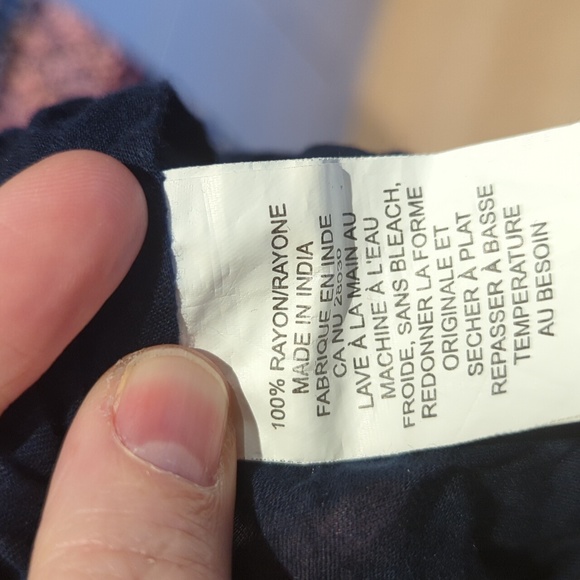 100% RAYON/RAYONE
MADE IN INDIA
FABRIQUE EN INDE
CA NU 28030
LAVE À LA MAIN AU
MACHINE À L'EAU
FROIDE, SANS BLEACH,
REDONNER LA FORME
ORIGINALE ET
SECHER À PLAT
REPASSER À BASSE
TEMPERATURE
AU BESOIN